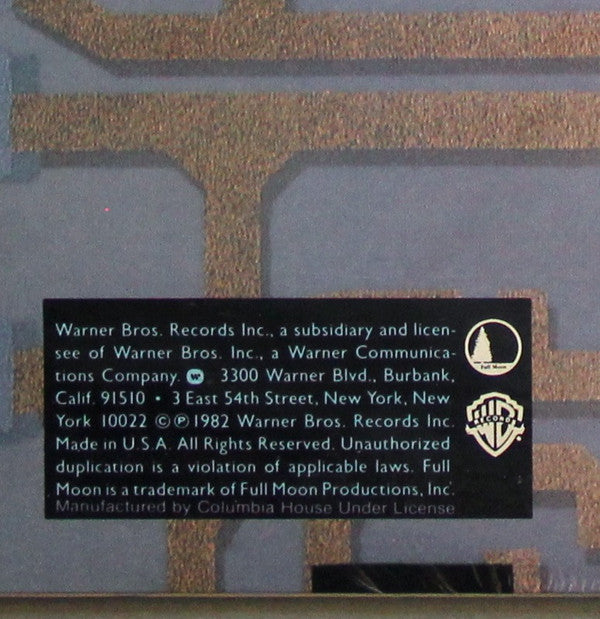 Warner Bros. Records Inc., a subsidiary and licen-
see of Warner Bros. Inc., a Warner Communica-
tions Company. W 3300 Warner Blvd., Burbank,
Calif. 91510 • 3 East 54th Street, New York, New
York 10022 ©℗1982 Warner Bros. Records Inc.
Made in U.S.A. All Rights Reserved. Unauthorized
duplication is a violation of applicable laws. Full
Moon is a trademark of Full Moon Productions, Inc.
Manufactured by Columbia House Under License
Full Moon
WB
RECORDS